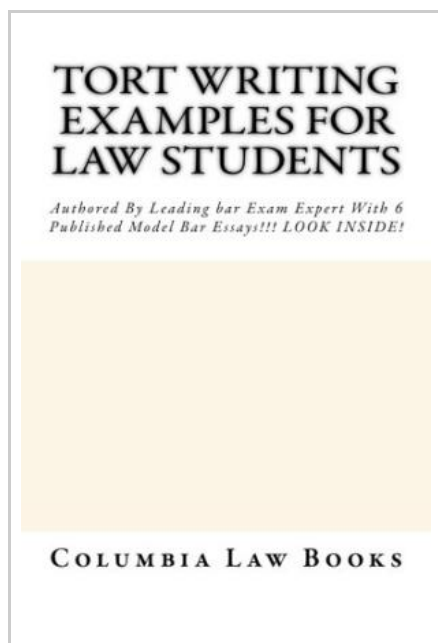 TORT WRITING
EXAMPLES FOR
LAW STUDENTS
Authored By Leading bar Exam Expert With 6
Published Model Bar Essays!!! LOOK INSIDE!
COLUMBIA LAW BOOKS